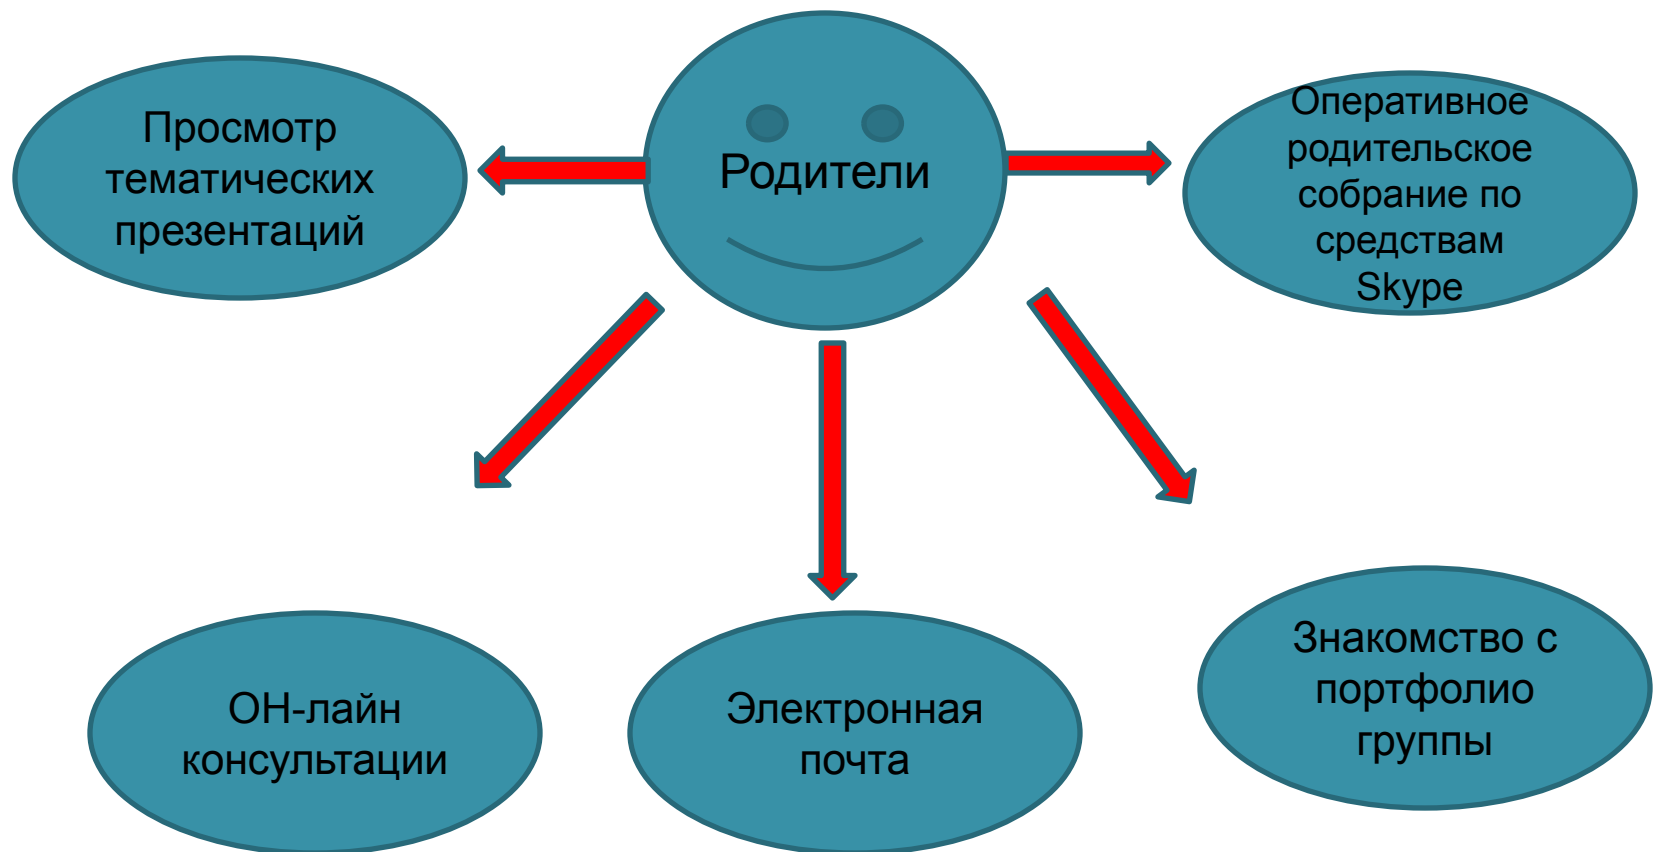 Родители
Просмотр
тематических
презентаций
Оперативное
родительское
собрание по
средствам
Skype
ОН-лайн
консультации
Электронная
почта
Знакомство с
портфолио
группы